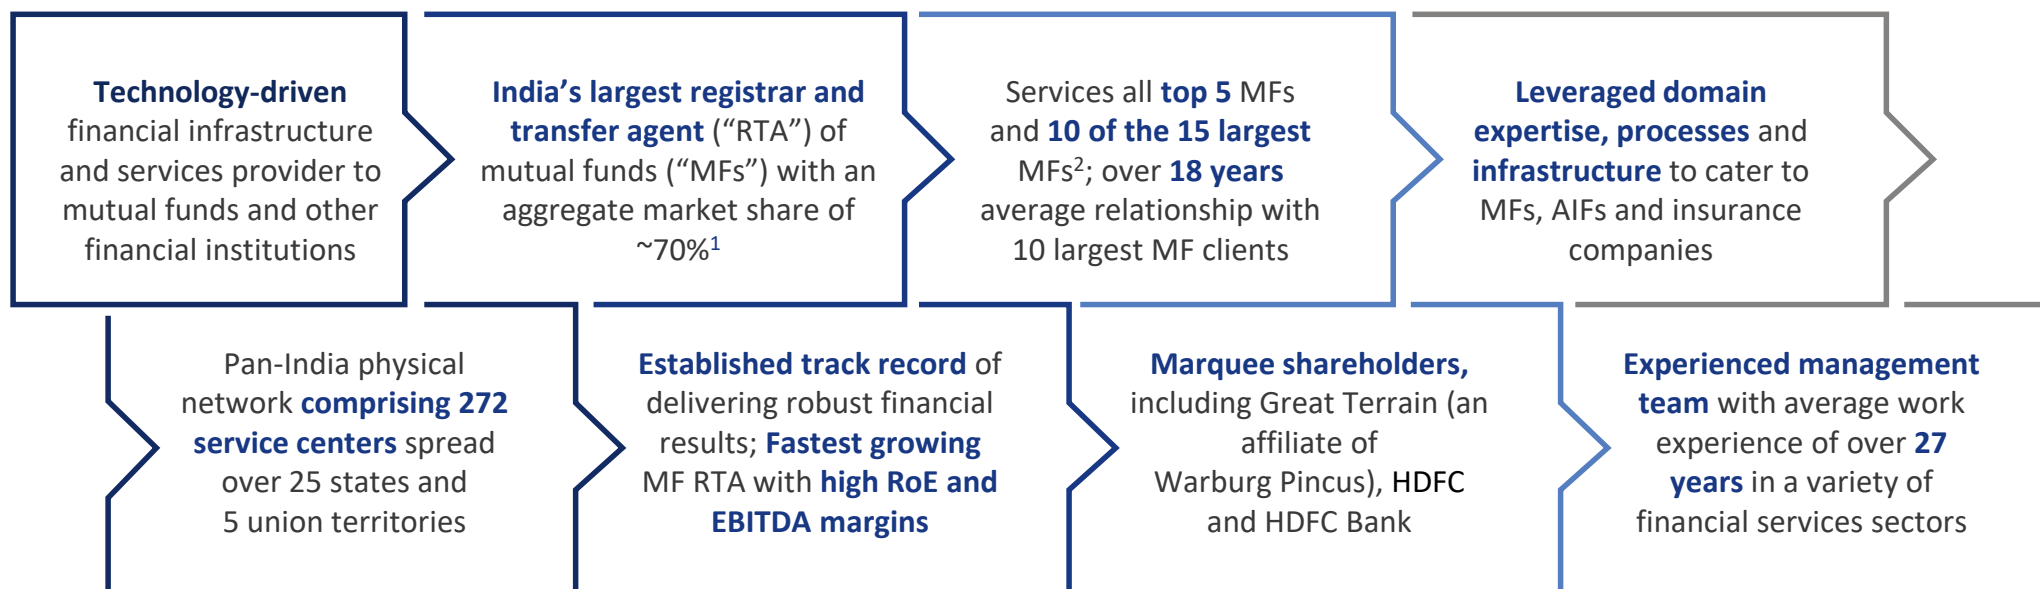 Technology-driven
financial infrastructure
and services provider to
mutual funds and other
financial institutions
India’s largest registrar and
transfer agent (“RTA”) of
mutual funds (“MFs”) with an
aggregate market share of
~70%1
Services all top 5 MFs
and 10 of the 15 largest
MFs2; over 18 years
average relationship with
10 largest MF clients
Leveraged domain
expertise, processes and
infrastructure to cater to
MFs, AIFs and insurance
companies
Pan-India physical
network comprising 272
service centers spread
over 25 states and
5 union territories
Established track record of
delivering robust financial
results; Fastest growing
MF RTA with high RoE and
EBITDA margins
Marquee shareholders,
including Great Terrain (an
affiliate of
Warburg Pincus), HDFC
and HDFC Bank
Experienced management
team with average work
experience of over 27
years in a variety of
financial services sectors